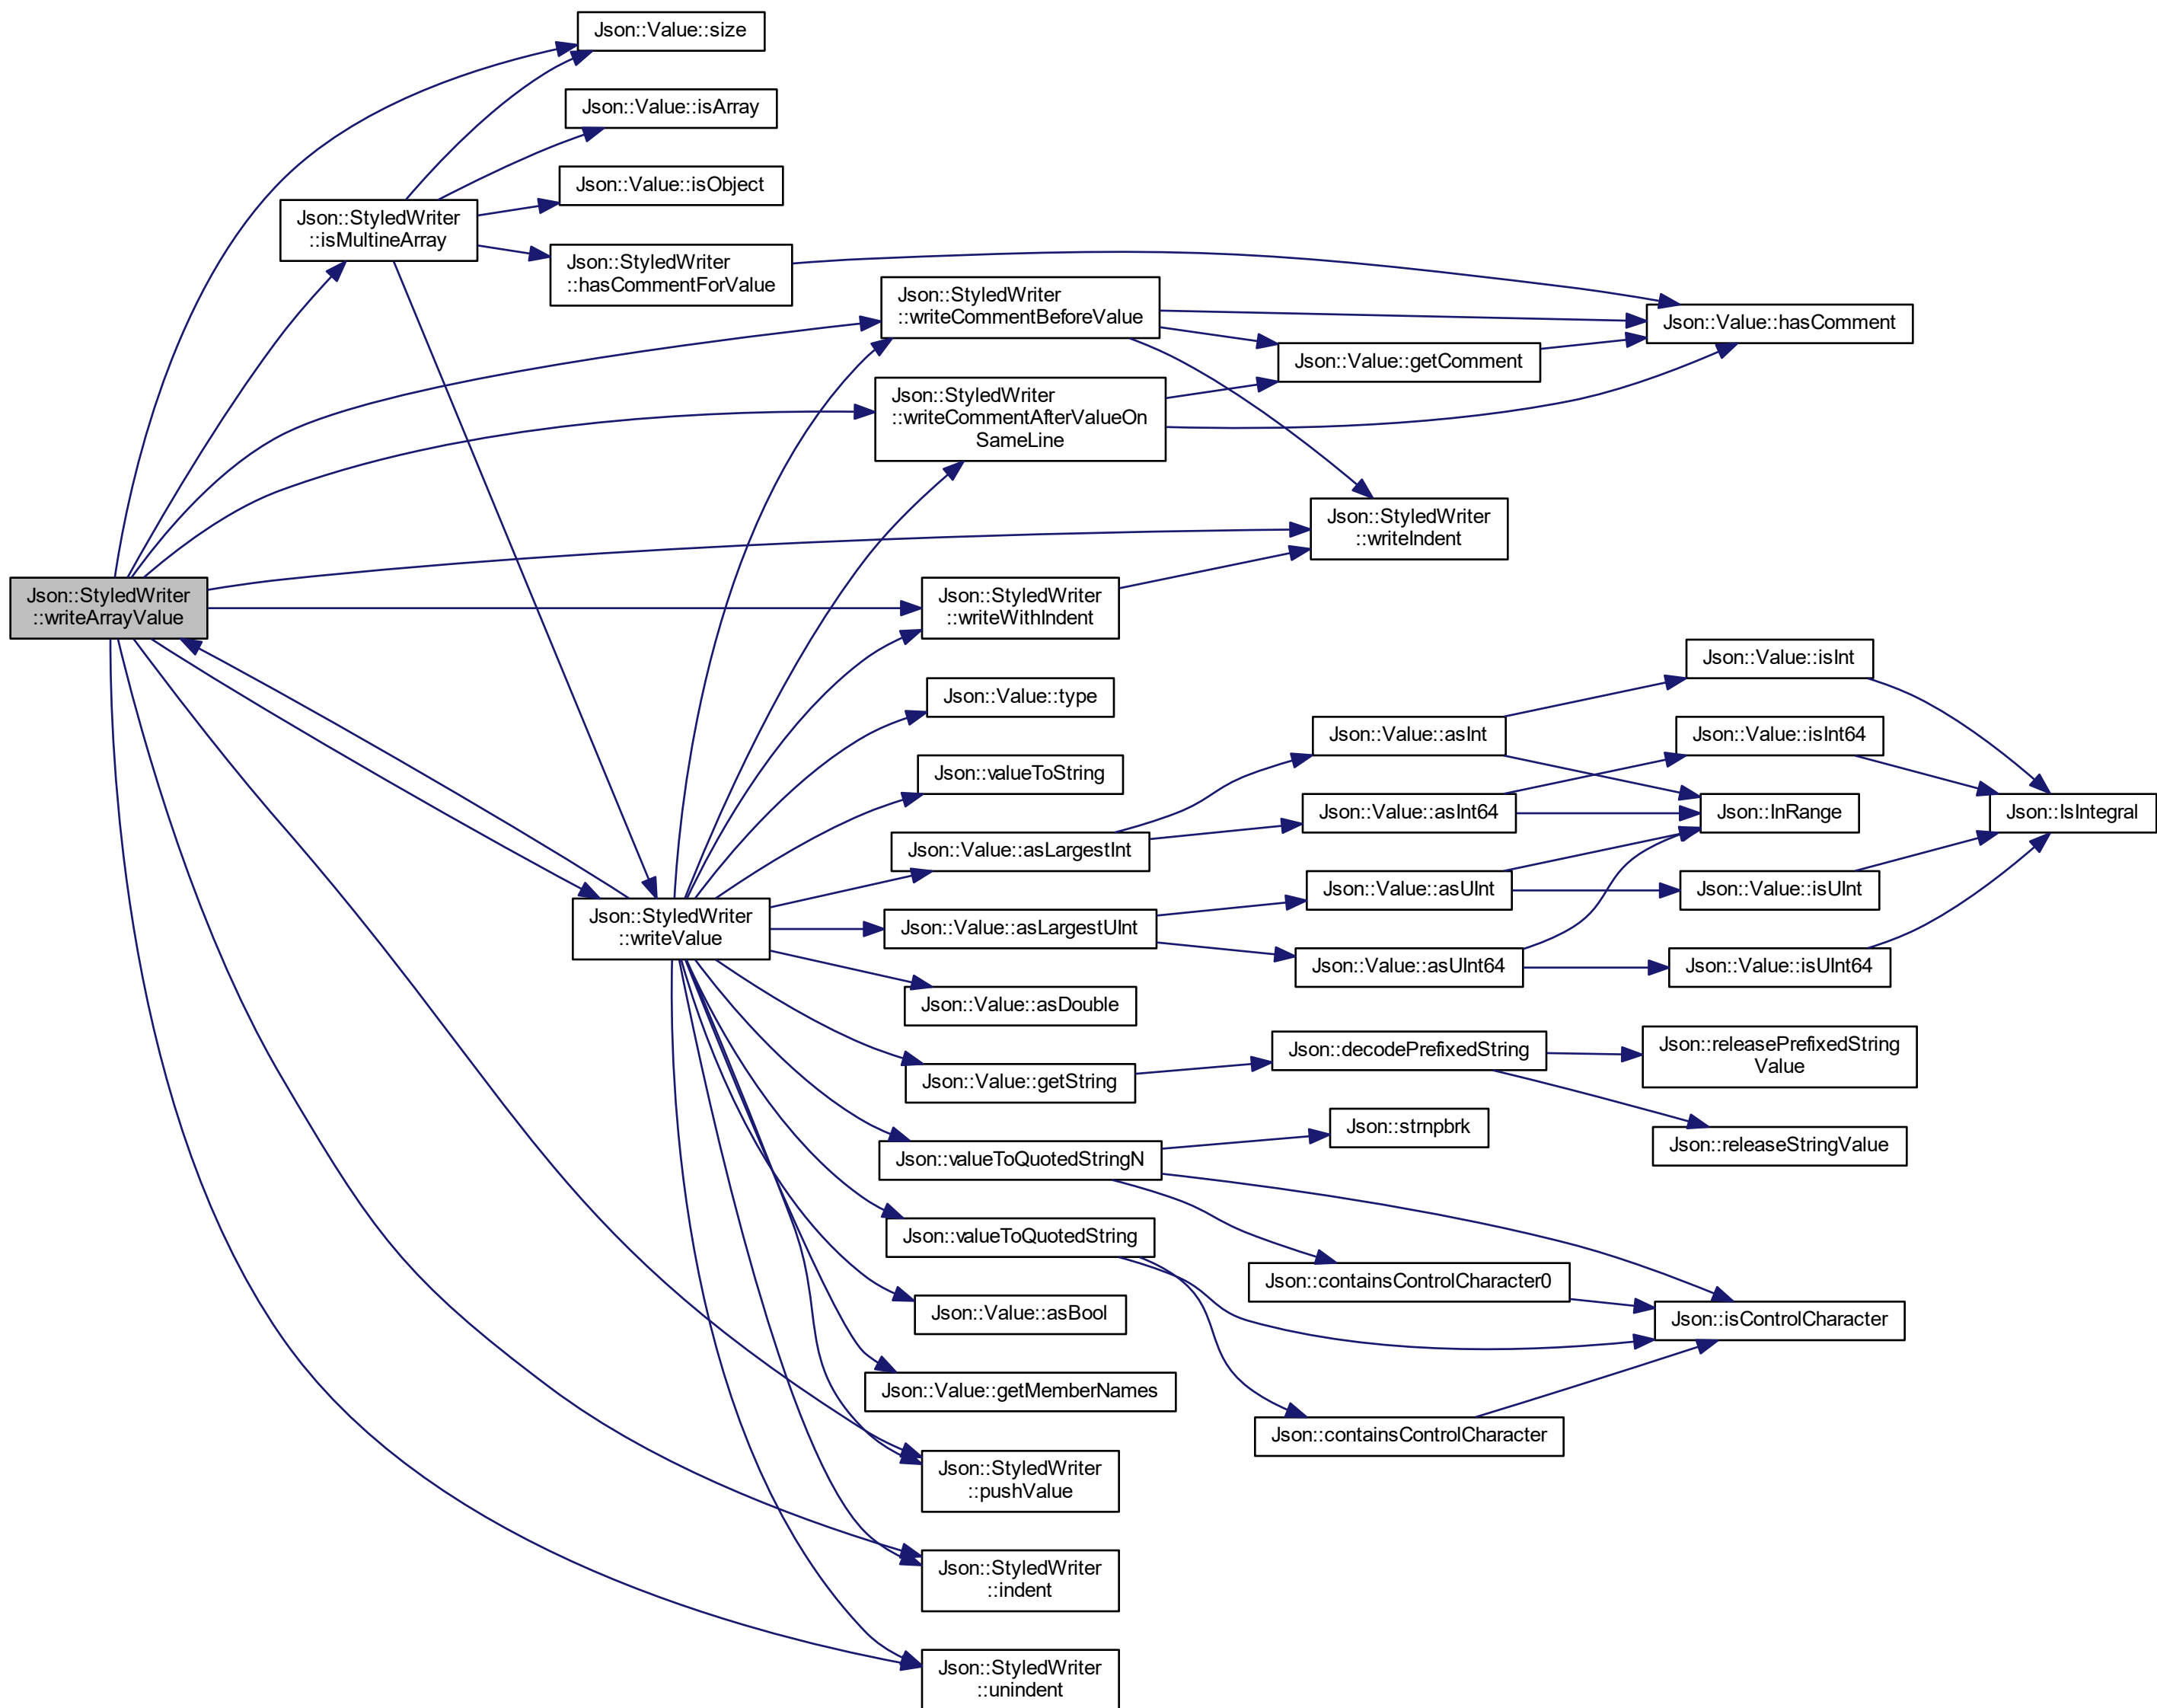 Json::Value::size
Json::Value::isArray
Json::Value::isObject
Json::StyledWriter
::isMultineArray
Json::StyledWriter
::hasCommentForValue
Json::StyledWriter
::writeCommentBeforeValue
Json::Value::hasComment
Json::Value::getComment
Json::StyledWriter
::writeCommentAfterValueOn
SameLine
Json::StyledWriter
::writeIndent
Json::StyledWriter
::writeArrayValue
Json::StyledWriter
::writeWithIndent
Json::Value::isInt
Json::Value::type
Json::Value::asInt
Json::Value::isInt64
Json::valueToString
Json::Value::asInt64
Json::InRange
Json::IsIntegral
Json::Value::asLargestInt
Json::Value::asUInt
Json::Value::isUInt
Json::StyledWriter
::writeValue
Json::Value::asLargestUInt
Json::Value::asUInt64
Json::Value::isUInt64
Json::Value::asDouble
Json::decodePrefixedString
Json::releasePrefixedString
Value
Json::Value::getString
Json::strnpbrk
Json::releaseStringValue
Json::valueToQuotedStringN
Json::valueToQuotedString
Json::containsControlCharacter0
Json::Value::asBool
Json::isControlCharacter
Json::Value::getMemberNames
Json::containsControlCharacter
Json::StyledWriter
::pushValue
Json::StyledWriter
::indent
Json::StyledWriter
::unindent